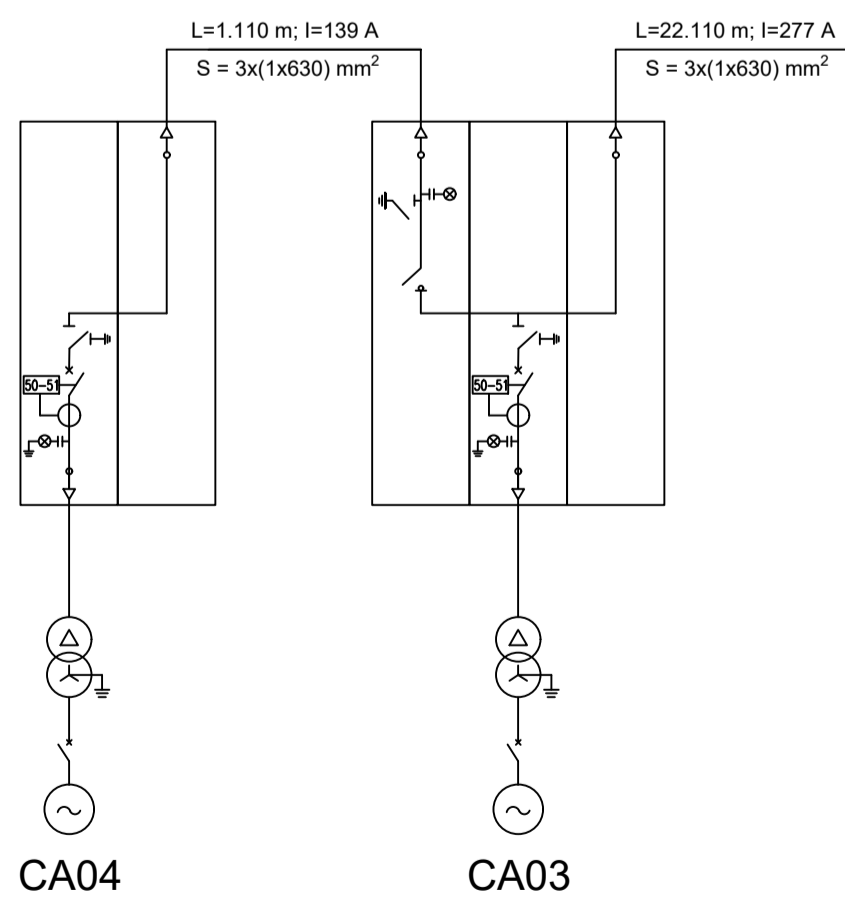 L=1.110 m; I=139 A
S = 3x(1x630) mm²
L=22.110 m; I=277 A
S = 3x(1x630) mm²
50-51
50-51
CA04
CA03